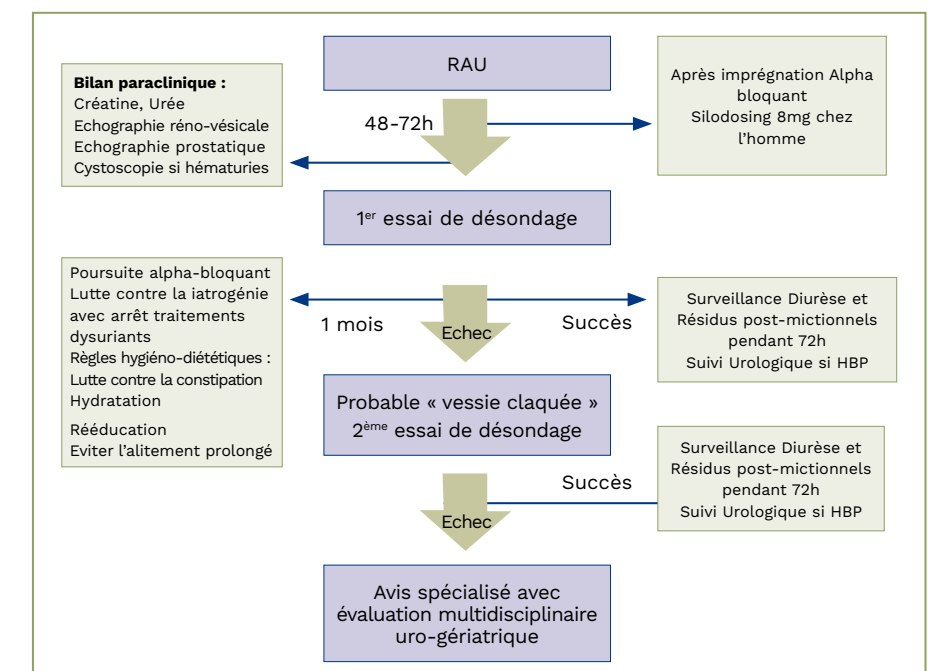 RAU
Bilan paraclinique :
Créatine, Urée
Echographie réno-vésicale
Echographie prostatique
Cystoscopie si hématuries
48-72h
Après imprégnation Alpha
bloquant
Silodosing 8mg chez
l'homme
1er essai de désondage
Poursuite alpha-bloquant
Lutte contre la iatrogénie
avec arrêt traitements
dysuriants
Règles hygiéno-diététiques :
Lutte contre la constipation
Hydratation
Rééducation
Eviter l'alitement prolongé
1 mois
Echec
Succès
Surveillance Diurèse et
Résidus post-mictionnels
pendant 72h
Suivi Urologique si HBP
Probable « vessie claquée »
2ème essai de désondage
Succès
Echec
Surveillance Diurèse et
Résidus post-mictionnels
pendant 72h
Suivi Urologique si HBP
Avis spécialisé avec
évaluation multidisciplinaire
uro-gériatrique